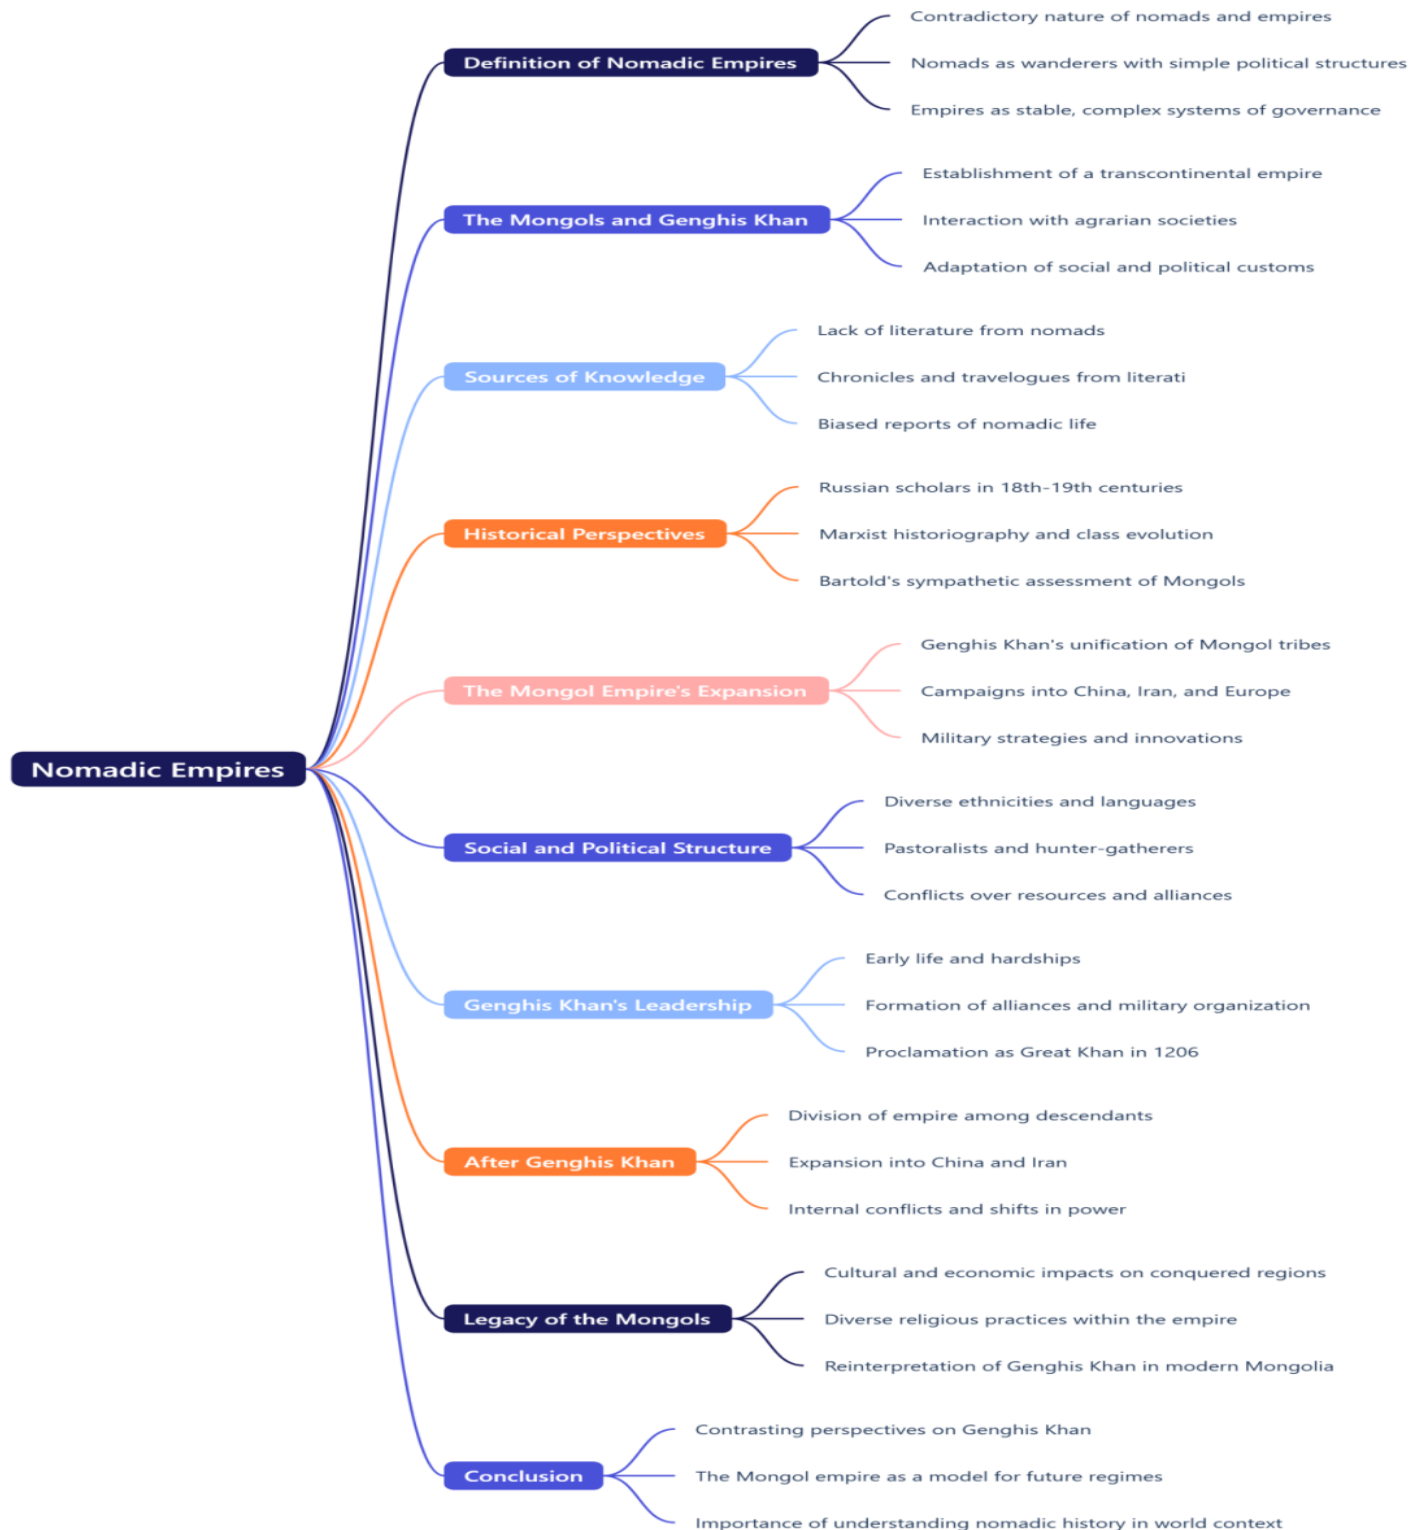 Nomadic Empires
Definition of Nomadic Empires
Contradictory nature of nomads and empires
Nomads as wanderers with simple political structures
Empires as stable, complex systems of governance
The Mongols and Genghis Khan
Establishment of a transcontinental empire
Interaction with agrarian societies
Adaptation of social and political customs
Sources of Knowledge
Lack of literature from nomads
Chronicles and travelogues from literati
Biased reports of nomadic life
Historical Perspectives
Russian scholars in 18th-19th centuries
Marxist historiography and class evolution
Bartold's sympathetic assessment of Mongols
The Mongol Empire's Expansion
Genghis Khan's unification of Mongol tribes
Campaigns into China, Iran, and Europe
Military strategies and innovations
Social and Political Structure
Diverse ethnicities and languages
Pastoralists and hunter-gatherers
Conflicts over resources and alliances
Genghis Khan's Leadership
Early life and hardships
Formation of alliances and military organization
Proclamation as Great Khan in 1206
After Genghis Khan
Division of empire among descendants
Expansion into China and Iran
Internal conflicts and shifts in power
Legacy of the Mongols
Cultural and economic impacts on conquered regions
Diverse religious practices within the empire
Reinterpretation of Genghis Khan in modern Mongolia
Conclusion
Contrasting perspectives on Genghis Khan
The Mongol empire as a model for future regimes
Importance of understanding nomadic history in world context